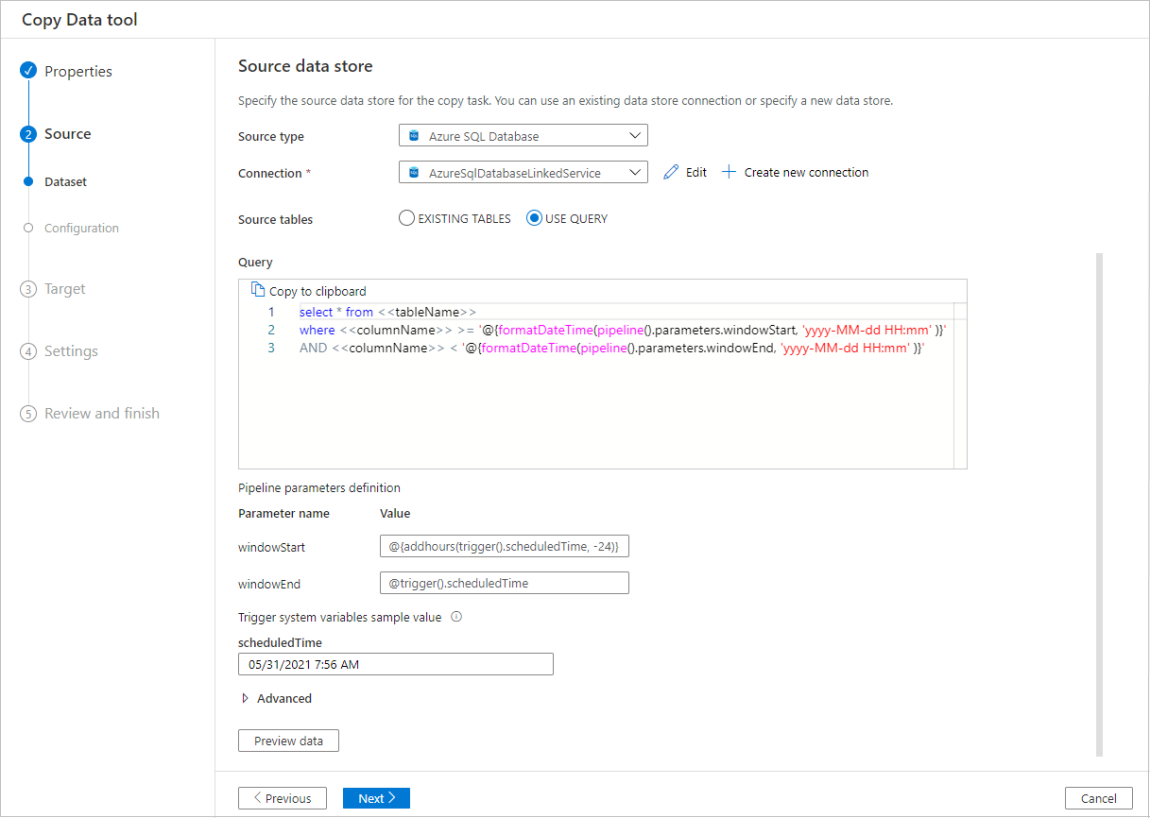 Copy Data tool
Properties
2 Source
Dataset
Configuration
3 Target
4 Settings
5 Review and finish
Source data store
Specify the source data store for the copy task. You can use an existing data store connection or specify a new data store.
Source type Azure SQL Database
Connection * AzureSqlDatabaseLinkedService Edit Create new connection
Source tables EXISTING TABLES USE QUERY
Query
Copy to clipboard
1 select * from <<tableName>>
2 where <<columnName>> >= '@{formatDateTime(pipeline().parameters.windowStart, 'yyyy-MM-dd HH:mm' )}'
3 AND <<columnName>> < '@{formatDateTime(pipeline().parameters.windowEnd, 'yyyy-MM-dd HH:mm' )}'
Pipeline parameters definition
Parameter name Value
windowStart @{addhours(trigger().scheduledTime, -24)}
windowEnd @trigger().scheduledTime
Trigger system variables sample value
scheduledTime
05/31/2021 7:56 AM
Advanced
Preview data
Previous Next Cancel